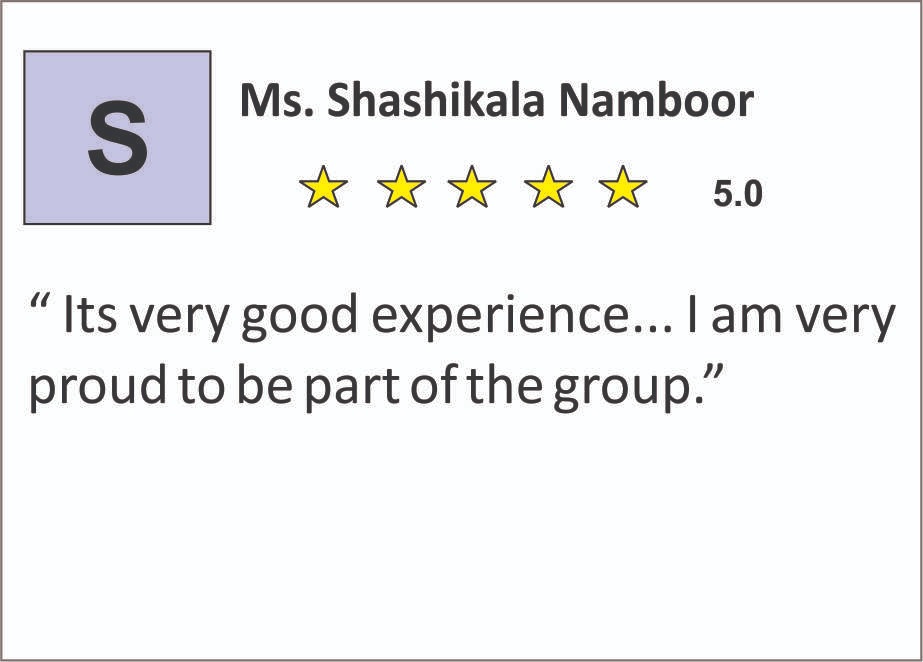 S
Ms. Shashikala Namboor
5.0
“ Its very good experience... I am very
proud to be part of the group.”